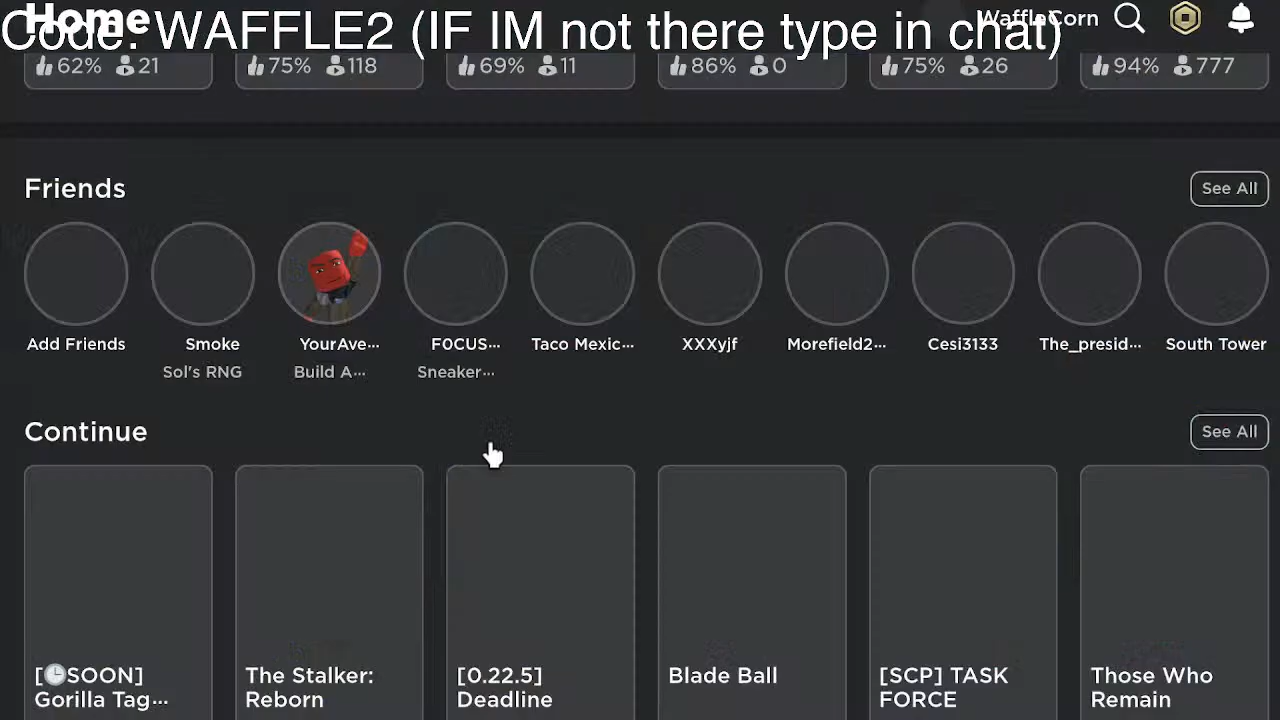 Home
Code: WAFFLE2 (IF IM not there type in chat)
WaffleCorn
62% 21 75% 118 69% 11 86% 0 75% 26 94% 777
Friends See All
Add Friends Smoke YourAve... F0CUS... Taco Mexic... XXXyjf Morefield2... Cesi3133 The_presid... South Tower
Sol's RNG Build A... Sneaker...
Continue See All
[🕒SOON] The Stalker: [0.22.5] Blade Ball [SCP] TASK Those Who
Gorilla Tag... Reborn Deadline FORCE Remain